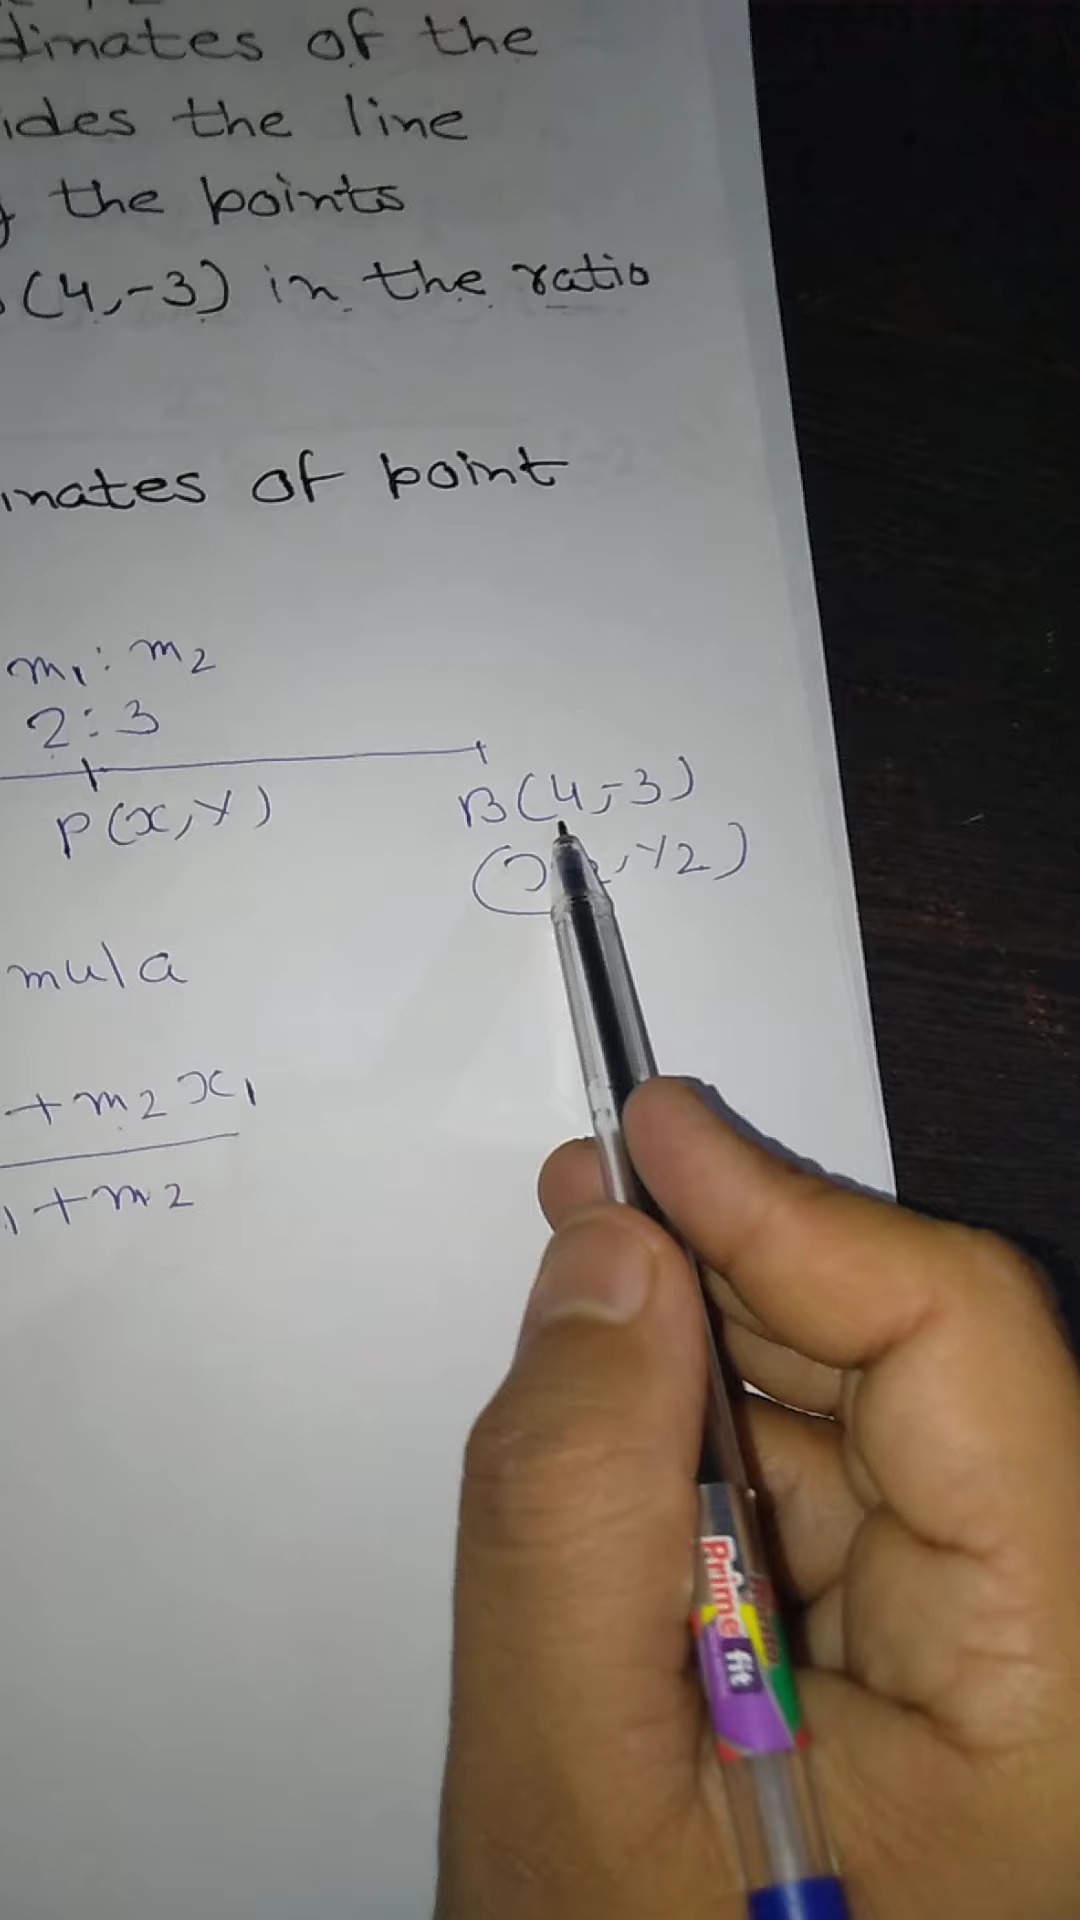 dinates of the
ides the line
the points
(4,-3) in the ratio
inates of point
m1 : m2
2 : 3
P(x, y)
B(4,-3)
, y2)
mula
+ m2 x1
1 + m2
Prime fit